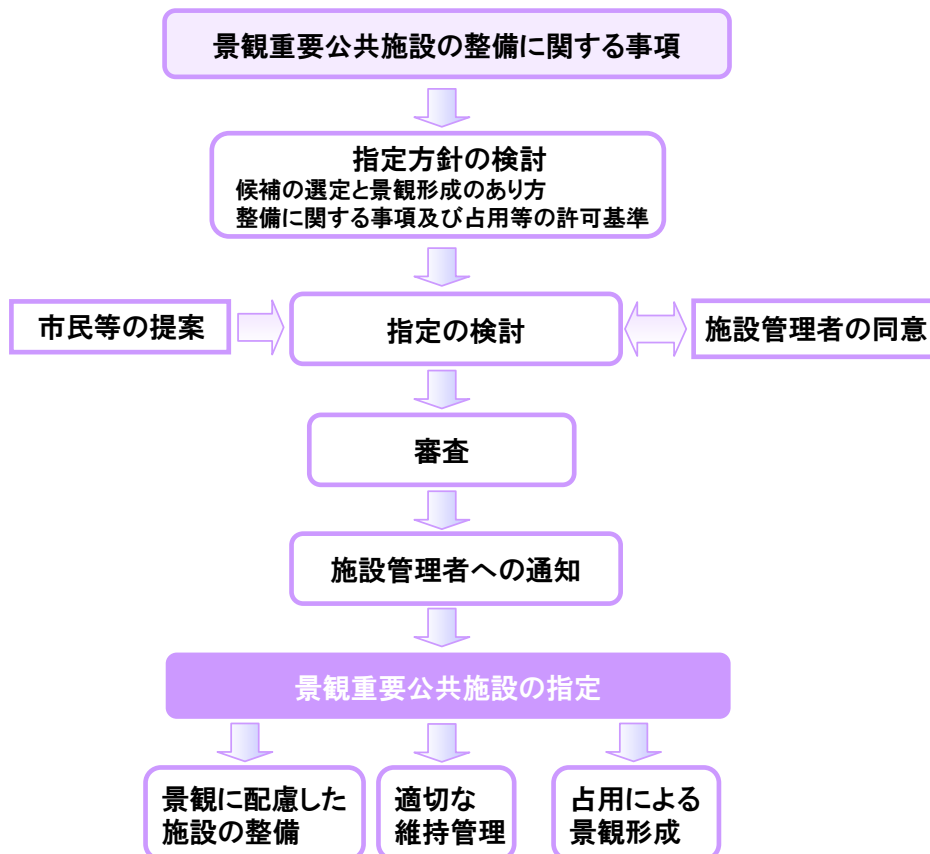 景観重要公共施設の整備に関する事項
指定方針の検討
候補の選定と景観形成のあり方
整備に関する事項及び占用等の許可基準
市民等の提案
指定の検討
施設管理者の同意
審査
施設管理者への通知
景観重要公共施設の指定
景観に配慮した
施設の整備
適切な
維持管理
占用による
景観形成